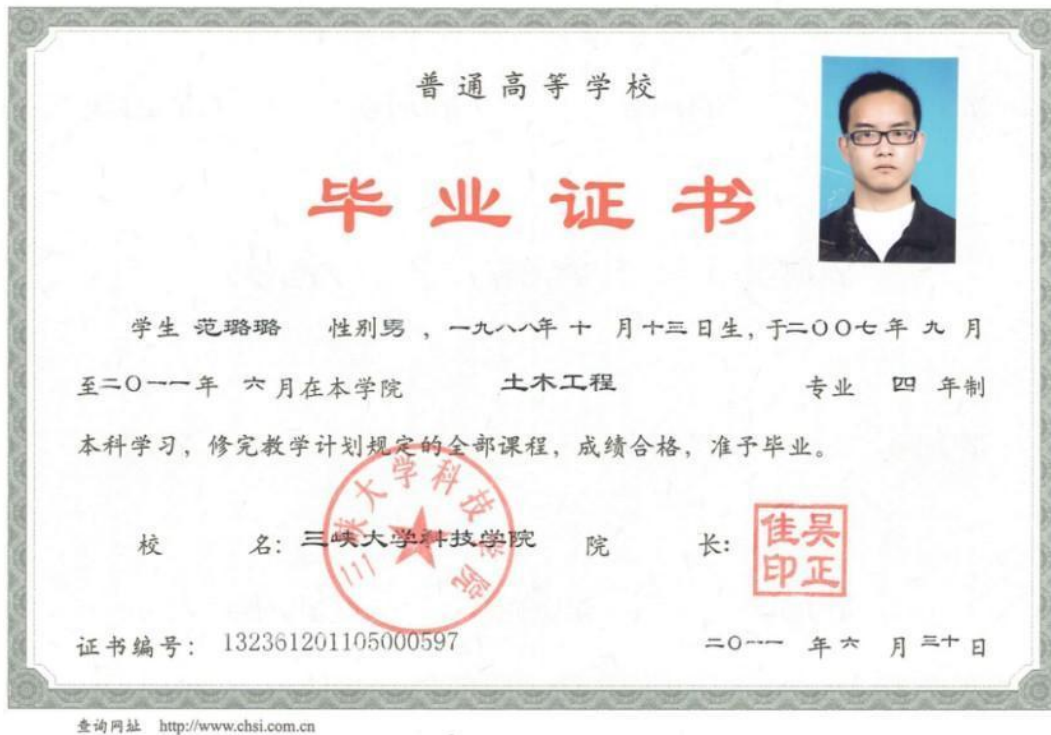 普通高等学校
毕业证书
学生 范璐璐 性别男，一九八八年 十 月十三日生，于二〇〇七年 九 月
至二〇一一年 六 月在本学院 土木工程 专业 四 年制
本科学习，修完教学计划规定的全部课程，成绩合格，准予毕业。
校 名：三峡大学科技学院 院 长：
三峡大学科技学院
吴正佳印
证书编号： 132361201105000597 二〇一一 年 六 月 三十 日
查询网址 http://www.chsi.com.cn